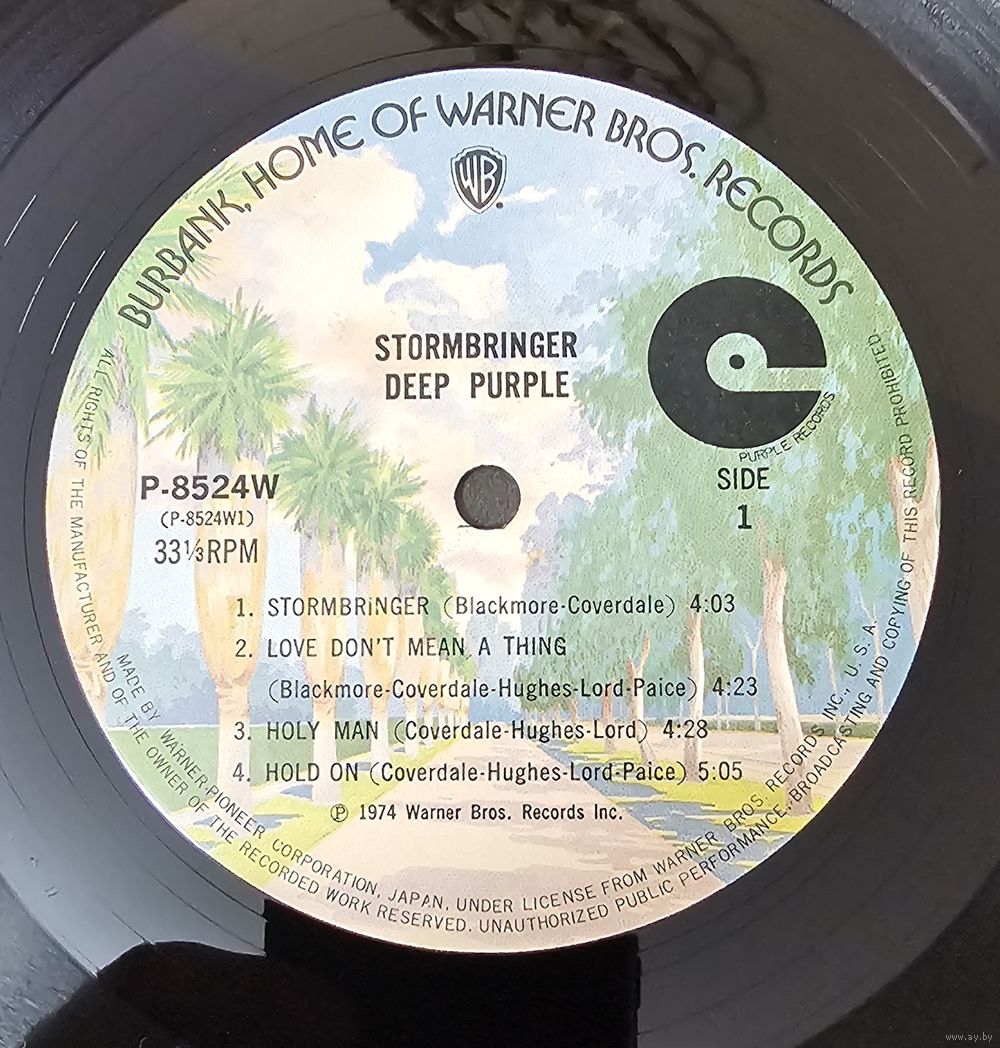 BURBANK, HOME OF WARNER BROS. RECORDS
WB
STORMBRINGER
DEEP PURPLE
PURPLE RECORDS
P-8524W
(P-8524W1)
33⅓RPM
SIDE
1
1. STORMBRINGER (Blackmore-Coverdale) 4:03
2. LOVE DON'T MEAN A THING
(Blackmore-Coverdale-Hughes-Lord-Paice) 4:23
3. HOLY MAN (Coverdale-Hughes-Lord) 4:28
4. HOLD ON (Coverdale-Hughes-Lord-Paice) 5:05
℗ 1974 Warner Bros. Records Inc.
MADE BY WARNER-PIONEER CORPORATION, JAPAN, UNDER LICENSE FROM WARNER BROS. RECORDS INC., U. S. A.
ALL RIGHTS OF THE MANUFACTURER AND OF THE OWNER OF THE RECORDED WORK RESERVED. UNAUTHORIZED PUBLIC PERFORMANCE, BROADCASTING AND COPYING OF THIS RECORD PROHIBITED
www.ay.by